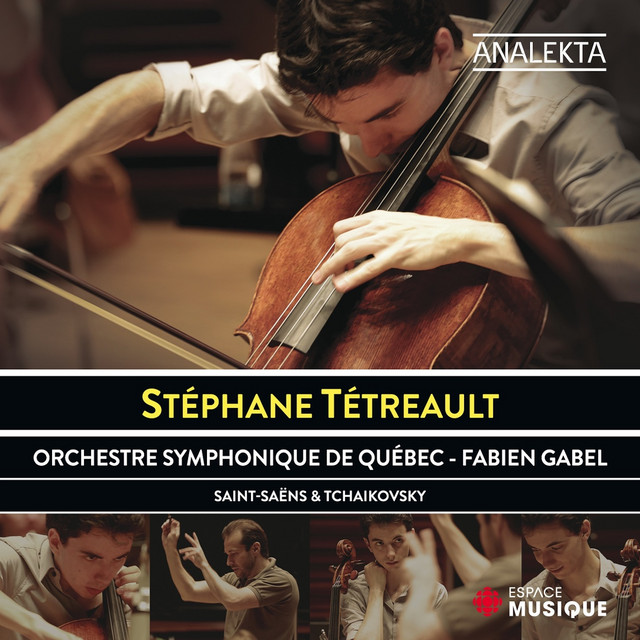 ANALEKTA
STÉPHANE TÉTREAULT
ORCHESTRE SYMPHONIQUE DE QUÉBEC - FABIEN GABEL
SAINT-SAËNS & TCHAIKOVSKY
ESPACE
MUSIQUE